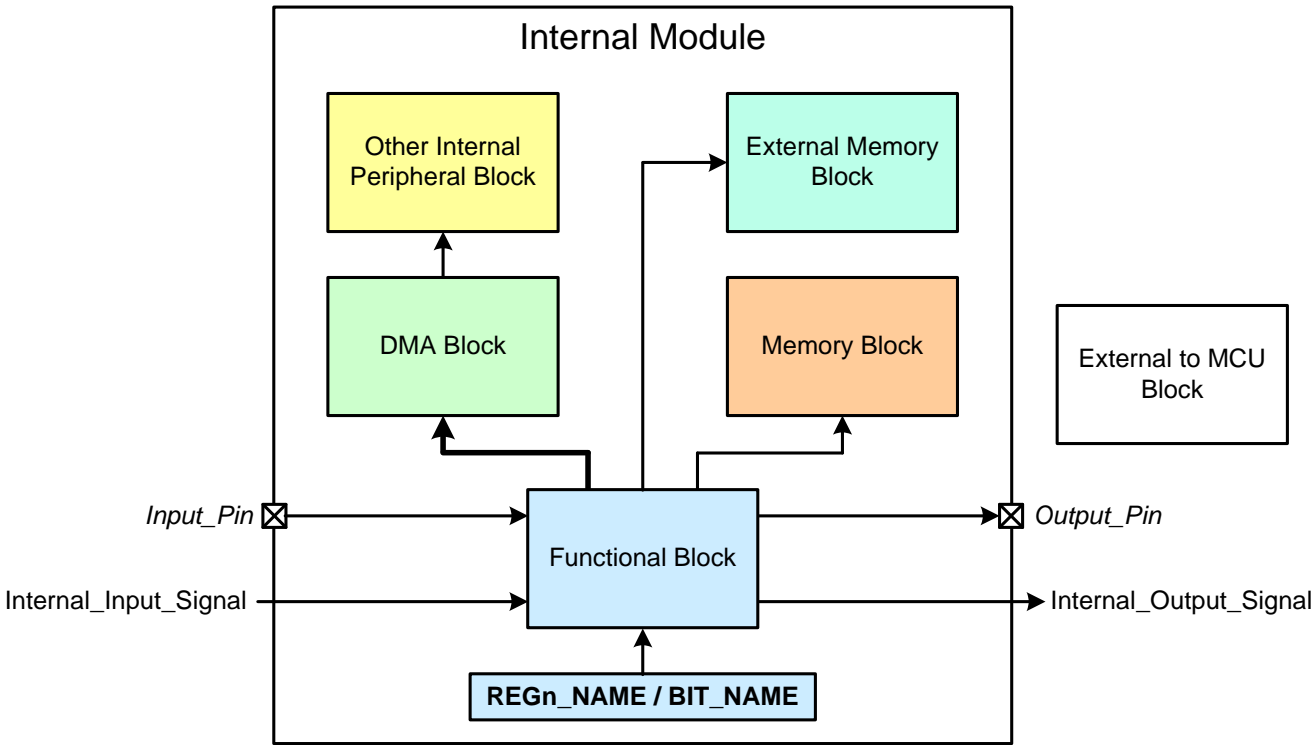 Internal Module
Other Internal
Peripheral Block
External Memory
Block
DMA Block
Memory Block
External to MCU
Block
Input_Pin
Output_Pin
Functional Block
Internal_Input_Signal
Internal_Output_Signal
REGn_NAME / BIT_NAME